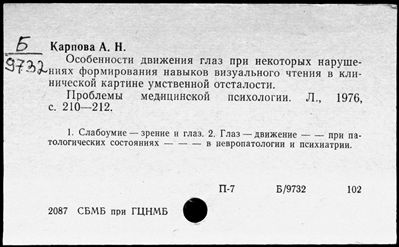 Б
9732
Карпова А. Н.
Особенности движения глаз при некоторых наруше-
ниях формирования навыков визуального чтения в кли-
нической картине умственной отсталости.
Проблемы медицинской психологии. Л., 1976,
с. 210—212.
1. Слабоумие — зрение и глаз. 2. Глаз — движение — — при па-
тологических состояниях — — — в невропатологии и психиатрии.
П-7 Б/9732 102
2087 СБМБ при ГЦНМБ